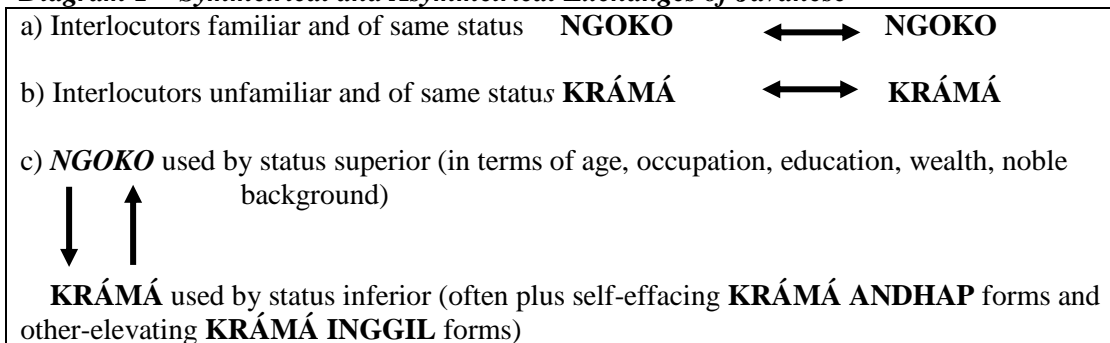 Diagram 1 – Symmetrical and Asymmetrical Exchanges of Javanese
a) Interlocutors familiar and of same status NGOKO NGOKO
b) Interlocutors unfamiliar and of same status KRÁMÁ KRÁMÁ
c) NGOKO used by status superior (in terms of age, occupation, education, wealth, noble
background)
KRÁMÁ used by status inferior (often plus self-effacing KRÁMÁ ANDHAP forms and
other-elevating KRÁMÁ INGGIL forms)